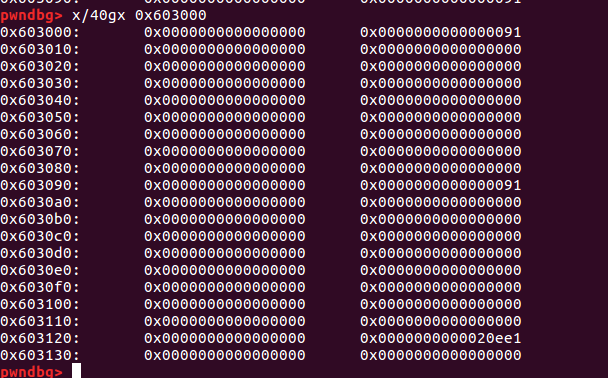 pwndbg> x/40gx 0x603000
0x603000: 0x0000000000000000 0x0000000000000091
0x603010: 0x0000000000000000 0x0000000000000000
0x603020: 0x0000000000000000 0x0000000000000000
0x603030: 0x0000000000000000 0x0000000000000000
0x603040: 0x0000000000000000 0x0000000000000000
0x603050: 0x0000000000000000 0x0000000000000000
0x603060: 0x0000000000000000 0x0000000000000000
0x603070: 0x0000000000000000 0x0000000000000000
0x603080: 0x0000000000000000 0x0000000000000000
0x603090: 0x0000000000000000 0x0000000000000091
0x6030a0: 0x0000000000000000 0x0000000000000000
0x6030b0: 0x0000000000000000 0x0000000000000000
0x6030c0: 0x0000000000000000 0x0000000000000000
0x6030d0: 0x0000000000000000 0x0000000000000000
0x6030e0: 0x0000000000000000 0x0000000000000000
0x6030f0: 0x0000000000000000 0x0000000000000000
0x603100: 0x0000000000000000 0x0000000000000000
0x603110: 0x0000000000000000 0x0000000000000000
0x603120: 0x0000000000000000 0x0000000000020ee1
0x603130: 0x0000000000000000 0x0000000000000000
pwndbg>